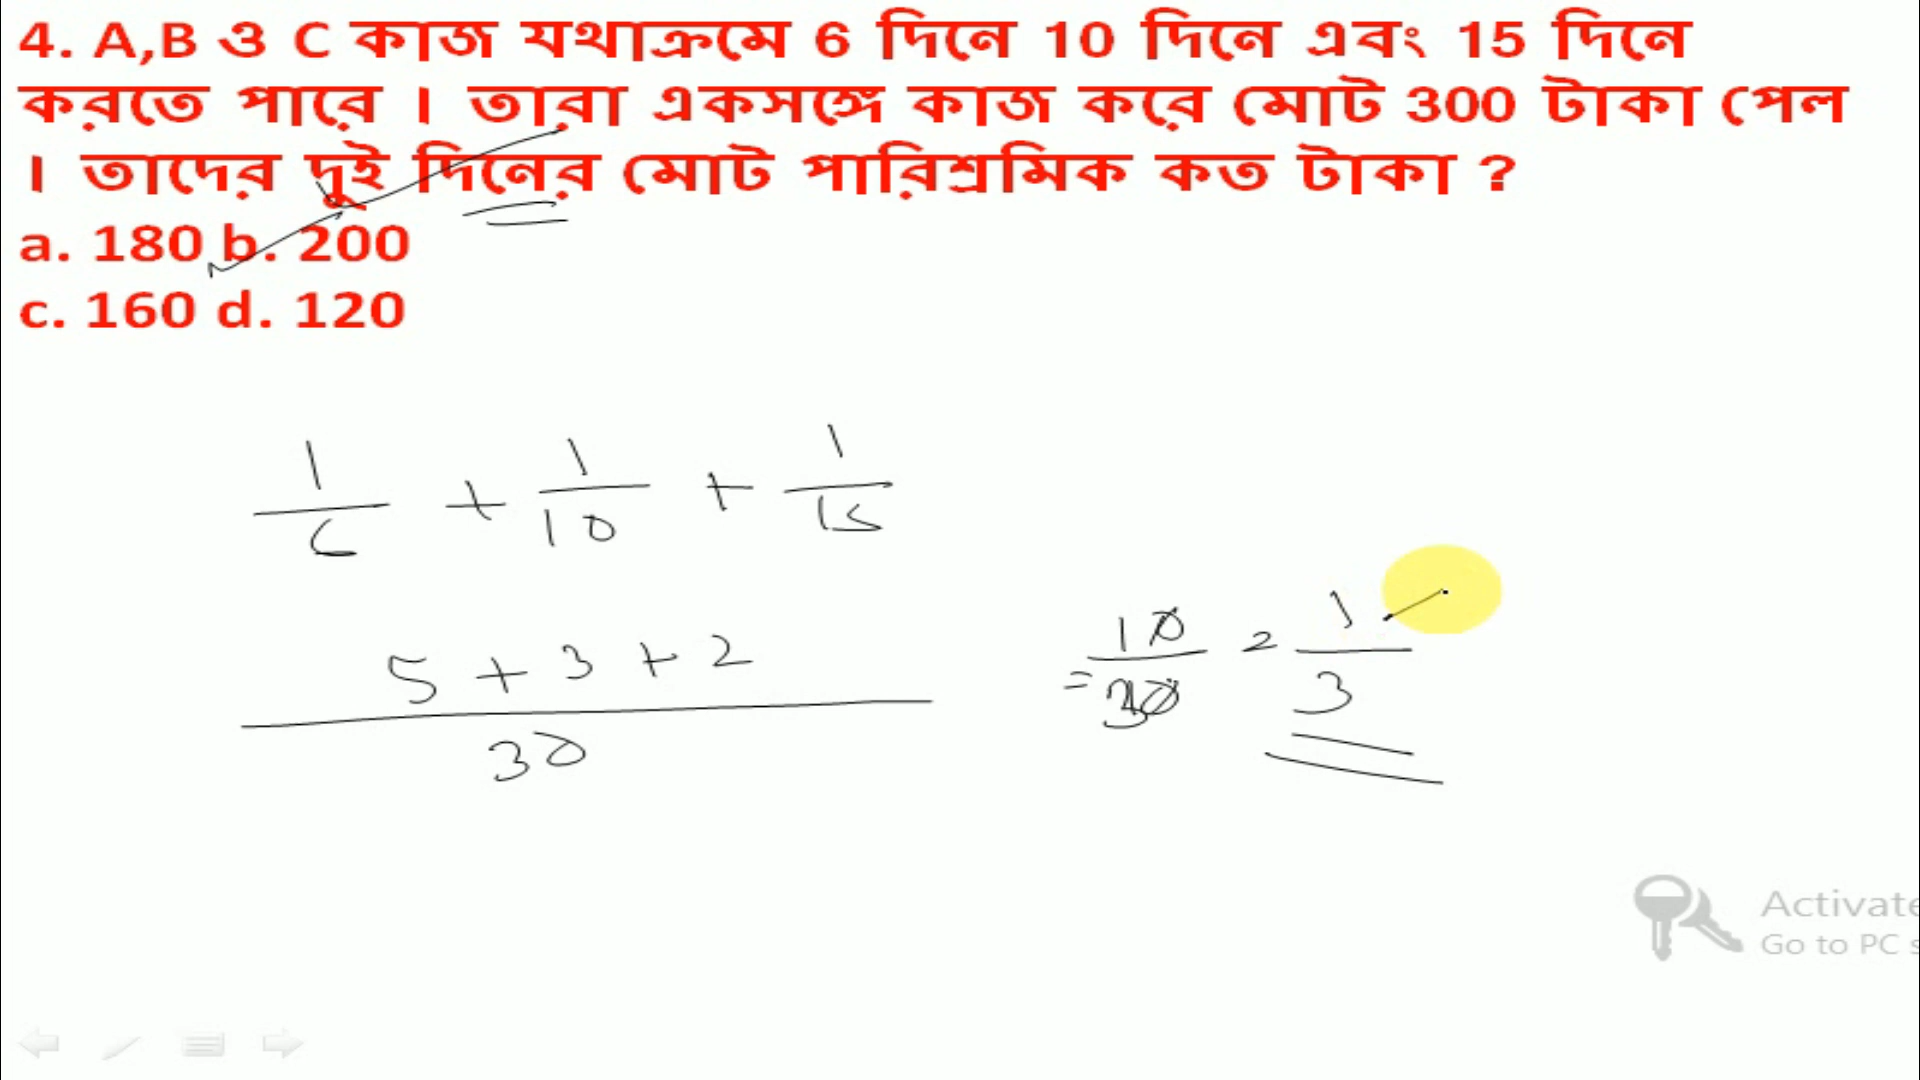 4. A,B ও C কাজ যথাক্রমে 6 দিনে 10 দিনে এবং 15 দিনে
করতে পারে । তারা একসঙ্গে কাজ করে মোট 300 টাকা পেল
। তাদের দুই দিনের মোট পারিশ্রমিক কত টাকা ?
a. 180 b. 200
c. 160 d. 120
1/6 + 1/10 + 1/15
5 + 3 + 2 / 30
= 10/30 = 1/3
Activate
Go to PC s